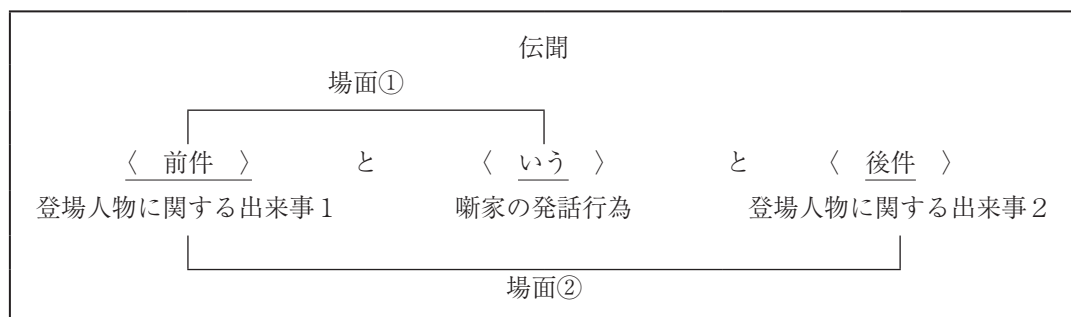 伝聞
場面①
〈 前件 〉 と 〈 いう 〉 と 〈 後件 〉
登場人物に関する出来事1 噺家の発話行為 登場人物に関する出来事2
場面②